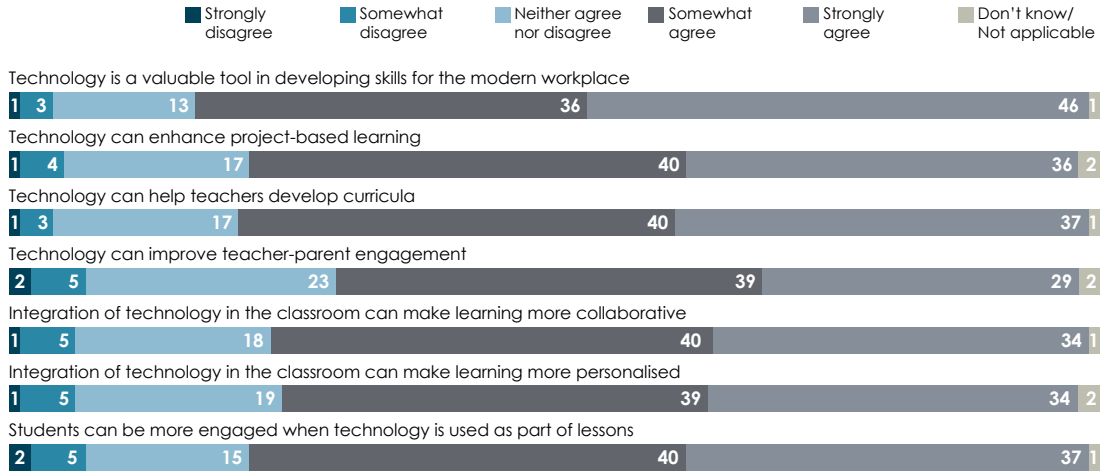 Strongly disagree
Somewhat disagree
Neither agree nor disagree
Somewhat agree
Strongly agree
Don't know/ Not applicable
Technology is a valuable tool in developing skills for the modern workplace
1 3 13 36 46 1
Technology can enhance project-based learning
1 4 17 40 36 2
Technology can help teachers develop curricula
1 3 17 40 37 1
Technology can improve teacher-parent engagement
2 5 23 39 29 2
Integration of technology in the classroom can make learning more collaborative
1 5 18 40 34 1
Integration of technology in the classroom can make learning more personalised
1 5 19 39 34 2
Students can be more engaged when technology is used as part of lessons
2 5 15 40 37 1